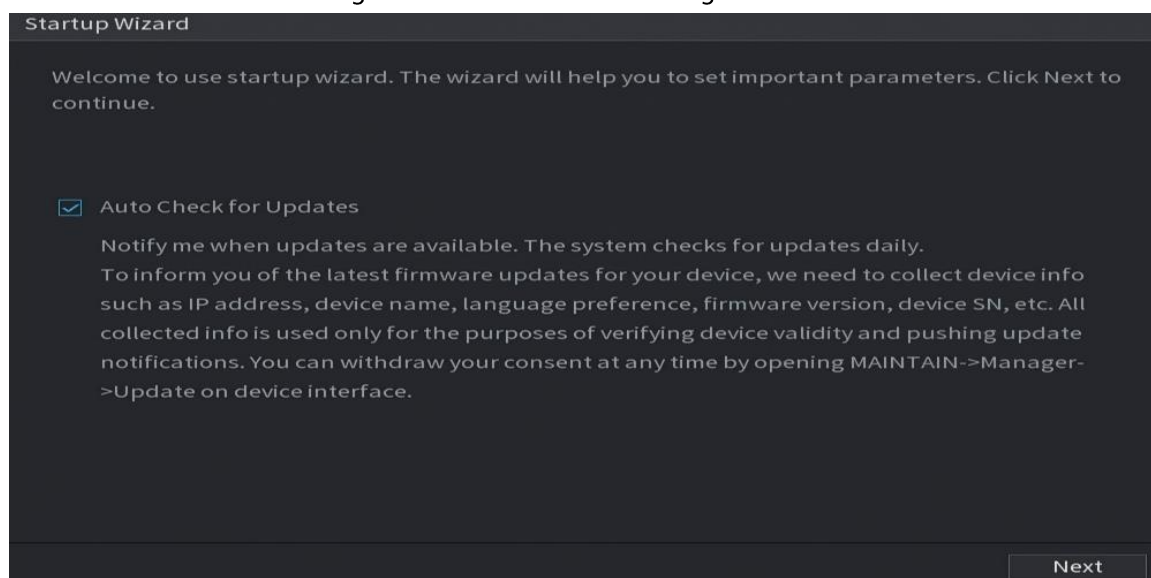 Startup Wizard
Welcome to use startup wizard. The wizard will help you to set important parameters. Click Next to
continue.
Auto Check for Updates
Notify me when updates are available. The system checks for updates daily.
To inform you of the latest firmware updates for your device, we need to collect device info
such as IP address, device name, language preference, firmware version, device SN, etc. All
collected info is used only for the purposes of verifying device validity and pushing update
notifications. You can withdraw your consent at any time by opening MAINTAIN->Manager-
>Update on device interface.
Next